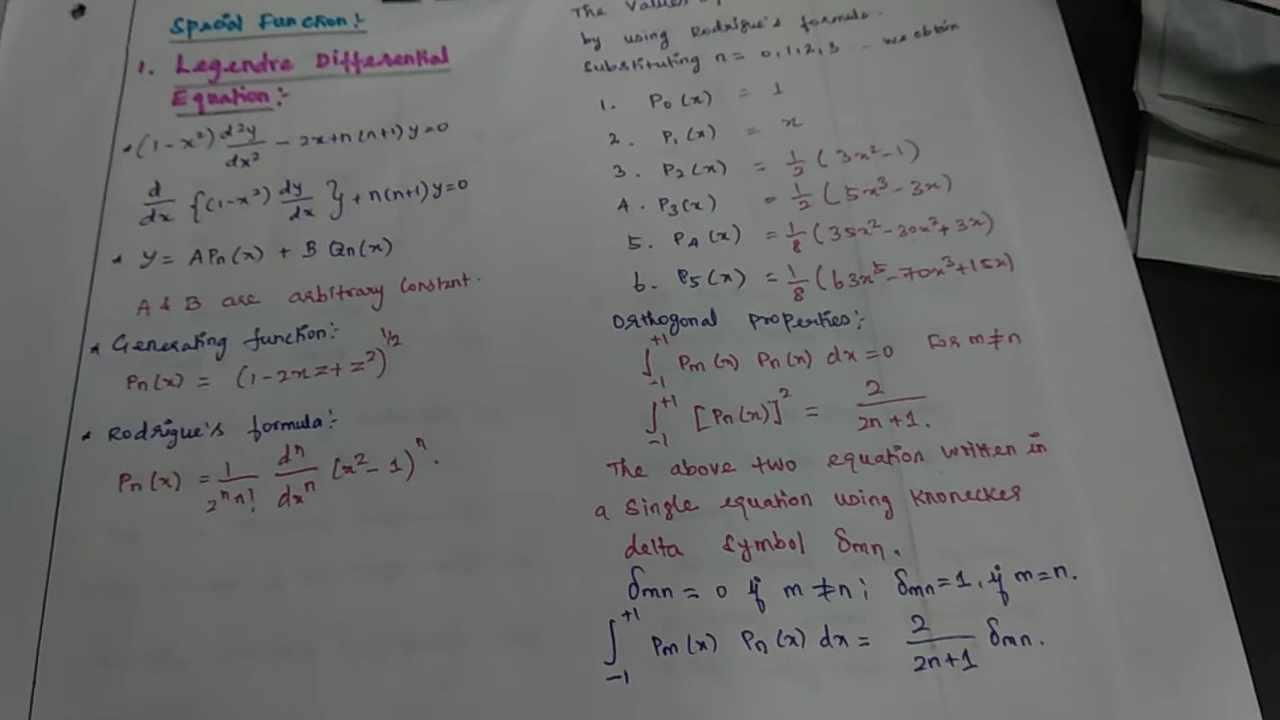 Special Function:-
1. Legendre Differential
Equation:-
* (1-x²) d²y/dx² - 2x+n(n+1)y=0
d/dx {(1-x²) dy/dx} + n(n+1)y=0
* y = APn(x) + B Qn(x)
A & B are arbitrary constant.
* Generating function:-
Pn(x) = (1-2xz+z²)^1/2
* Rodrigue's formula:-
Pn(x) = 1/2ⁿn! dⁿ/dxⁿ (x²-1)ⁿ.
The Values
by using Rodrigue's formula.
Substituting n = 0,1,2,3 .. we obtain
1. P₀(x) = 1
2. P₁(x) = x
3. P₂(x) = 1/2 (3x²-1)
4. P₃(x) = 1/2 (5x³-3x)
5. P₄(x) = 1/8 (35x²-30x²+3x)
6. P₅(x) = 1/8 (63x⁵-70x³+15x)
Orthogonal properties:-
∫₋₁⁺¹ Pm(x) Pn(x) dx=0 For m≠n
∫₋₁⁺¹ [Pn(x)]² = 2/2n+1.
The above two equation written in
a single equation using Knonecker
delta symbol δmn.
δmn = 0 if m≠n; δmn=1, if m=n.
∫₋₁⁺¹ Pm(x) Pn(x) dx = 2/2n+1 δmn.